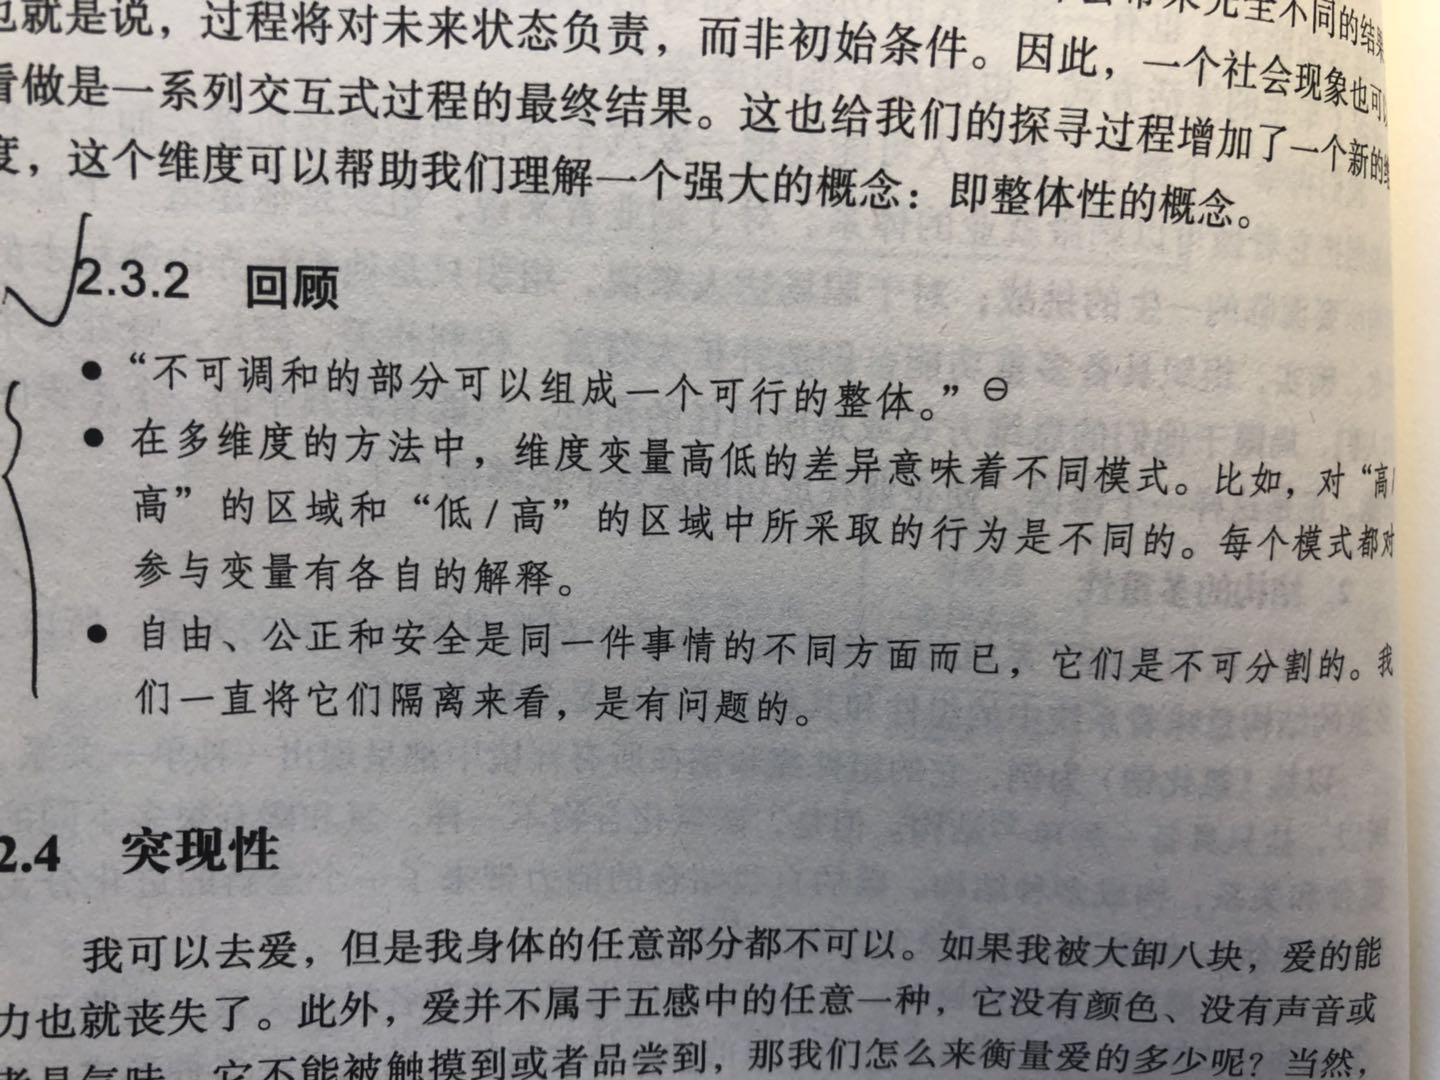 也就是说，过程将对未来状态负责，而非初始条件。因此，一个社会现象也可以
看做是一系列交互式过程的最终结果。这也给我们的探寻过程增加了一个新的维
度，这个维度可以帮助我们理解一个强大的概念：即整体性的概念。
2.3.2 回顾
● “不可调和的部分可以组成一个可行的整体。”㊀
● 在多维度的方法中，维度变量高低的差异意味着不同模式。比如，对“高/
高”的区域和“低/高”的区域中所采取的行为是不同的。每个模式都对
参与变量有各自的解释。
● 自由、公正和安全是同一件事情的不同方面而已，它们是不可分割的。我
们一直将它们隔离来看，是有问题的。
2.4 突现性
我可以去爱，但是我身体的任意部分都不可以。如果我被大卸八块，爱的能
力也就丧失了。此外，爱并不属于五感中的任意一种，它没有颜色、没有声音或
者是气味，它不能被触摸到或者品尝到，那我们怎么来衡量爱的多少呢？当然，